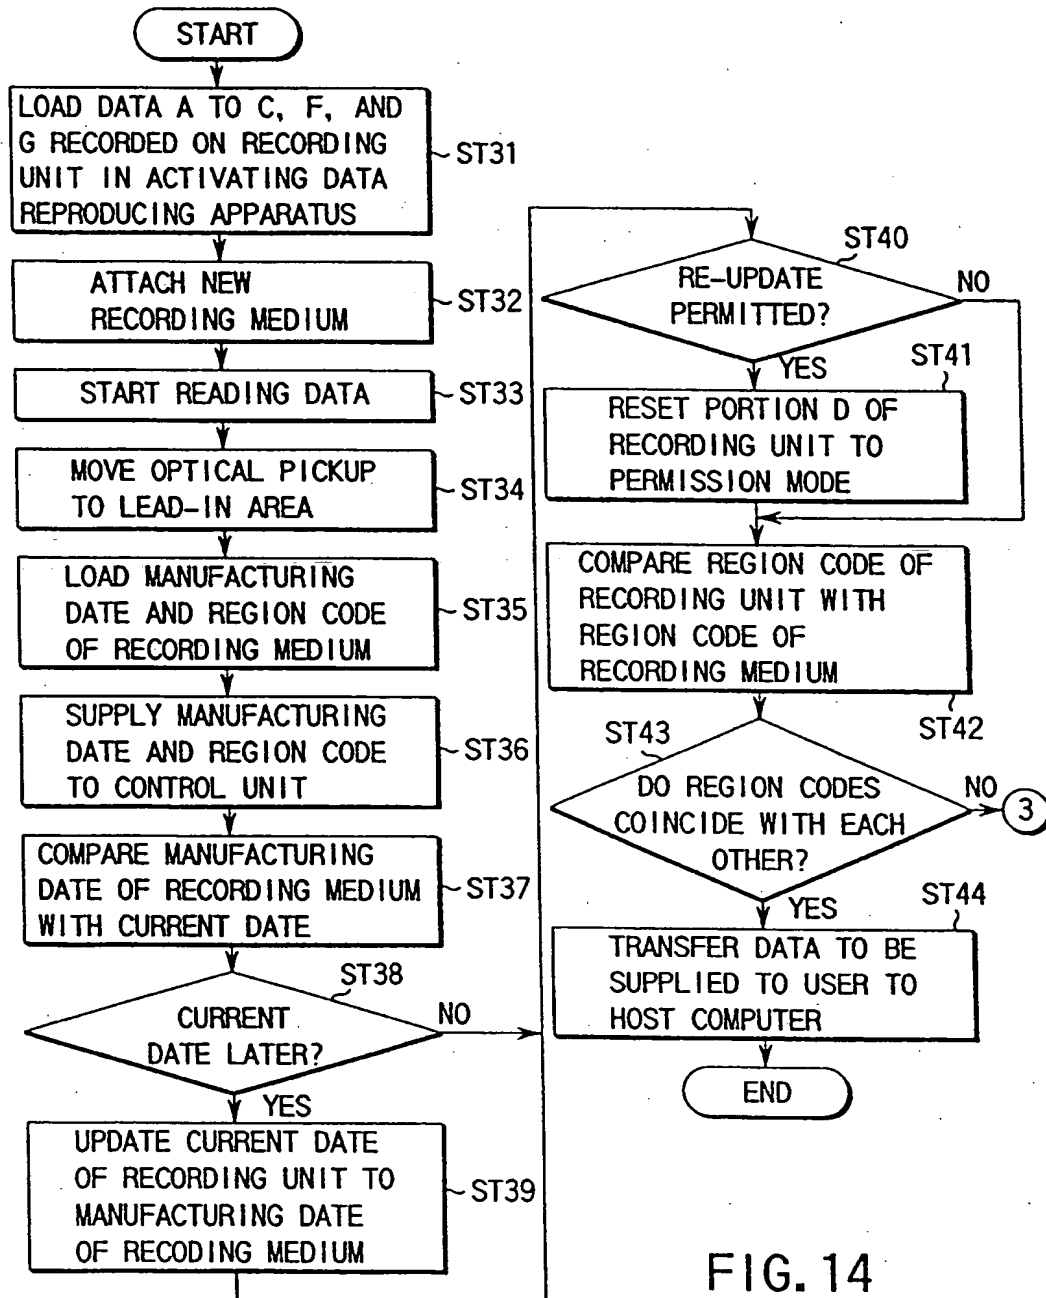 START
LOAD DATA A TO C, F, AND
G RECORDED ON RECORDING
UNIT IN ACTIVATING DATA
REPRODUCING APPARATUS
ST31
ATTACH NEW
RECORDING MEDIUM
ST32
START READING DATA
ST33
MOVE OPTICAL PICKUP
TO LEAD-IN AREA
ST34
LOAD MANUFACTURING
DATE AND REGION CODE
OF RECORDING MEDIUM
ST35
SUPPLY MANUFACTURING
DATE AND REGION CODE
TO CONTROL UNIT
ST36
COMPARE MANUFACTURING
DATE OF RECORDING MEDIUM
WITH CURRENT DATE
ST37
ST38
CURRENT
DATE LATER?
NO
YES
UPDATE CURRENT DATE
OF RECORDING UNIT TO
MANUFACTURING DATE
OF RECODING MEDIUM
ST39
ST40
RE-UPDATE
PERMITTED?
NO
YES
ST41
RESET PORTION D OF
RECORDING UNIT TO
PERMISSION MODE
COMPARE REGION CODE OF
RECORDING UNIT WITH
REGION CODE OF
RECORDING MEDIUM
ST42
ST43
DO REGION CODES
COINCIDE WITH EACH
OTHER?
NO
3
YES
ST44
TRANSFER DATA TO BE
SUPPLIED TO USER TO
HOST COMPUTER
END
FIG. 14